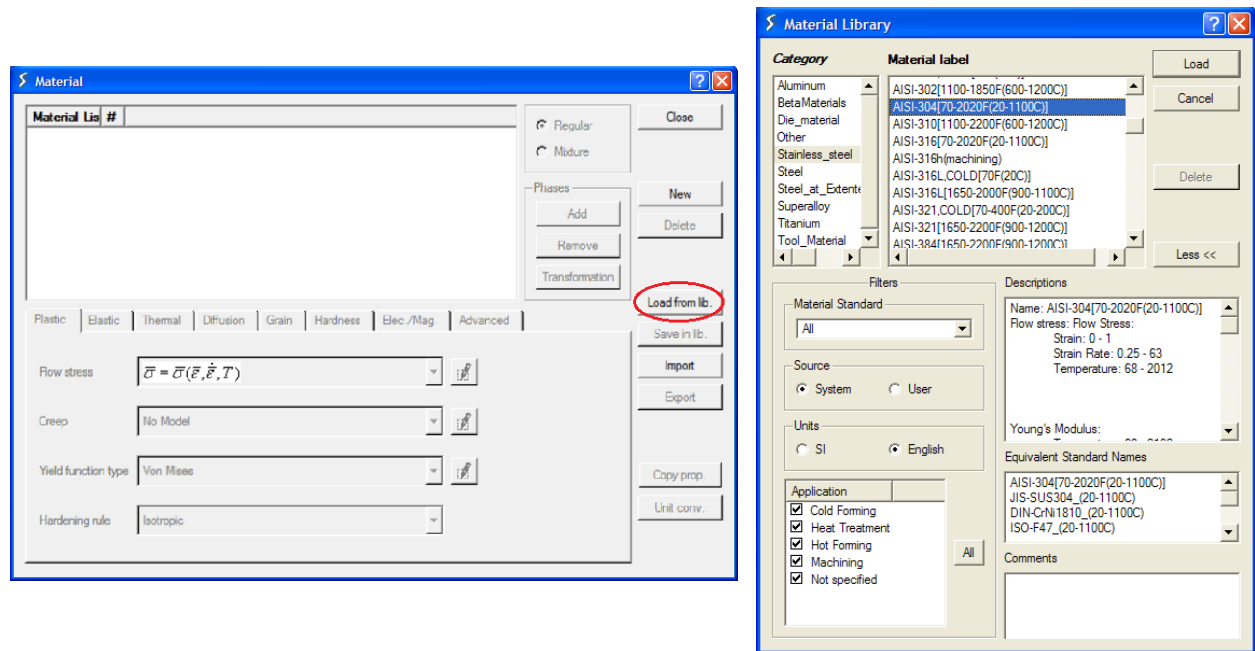 Material
Material Lis #
Regular
Mixture
Phases
Add
Remove
Transformation
Close
New
Delete
Load from lib.
Save in lib.
Import
Export
Copy prop.
Unit conv.
Plastic Elastic Thermal Diffusion Grain Hardness Elec./Mag. Advanced
Flow stress σ̅ = σ̅(ε̅,ε̅̇,T)
Creep No Model
Yield function type Von Mises
Hardening rule Isotropic
Material Library
Category
Aluminum
BetaMaterials
Die_material
Other
Stainless_steel
Steel
Steel_at_Extente
Superalloy
Titanium
Tool_Material
Material label
AISI-302[1100-1850F(600-1200C)]
AISI-304[70-2020F(20-1100C)]
AISI-310[1100-2200F(600-1200C)]
AISI-316[70-2020F(20-1100C)]
AISI-316h(machining)
AISI-316L,COLD[70F(20C)]
AISI-316L[1650-2000F(900-1100C)]
AISI-321,COLD[70-400F(20-200C)]
AISI-321[1650-2200F(900-1200C)]
AISI-384[1650-2200F(900-1200C)]
Load
Cancel
Delete
Less <<
Filters
Material Standard
All
Source
System User
Units
SI English
Application
Cold Forming
Heat Treatment
Hot Forming
Machining
Not specified
All
Descriptions
Name: AISI-304[70-2020F(20-1100C)]
Flow stress: Flow Stress:
Strain: 0 - 1
Strain Rate: 0.25 - 63
Temperature: 68 - 2012
Young's Modulus:
Equivalent Standard Names
AISI-304[70-2020F(20-1100C)]
JIS-SUS304_(20-1100C)
DIN-CrNi1810_(20-1100C)
ISO-F47_(20-1100C)
Comments